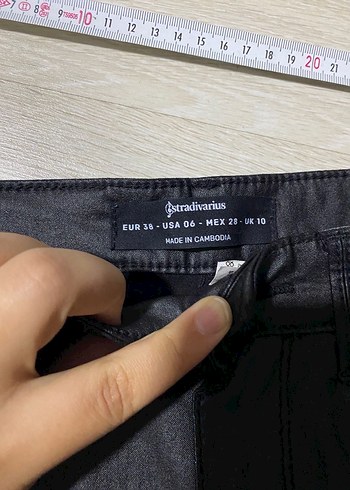 7 8 9 10 11 12 13 14 15 16 17 18 19 20 21
stradivarius
EUR 38 - USA 06 - MEX 28 - UK 10
MADE IN CAMBODIA